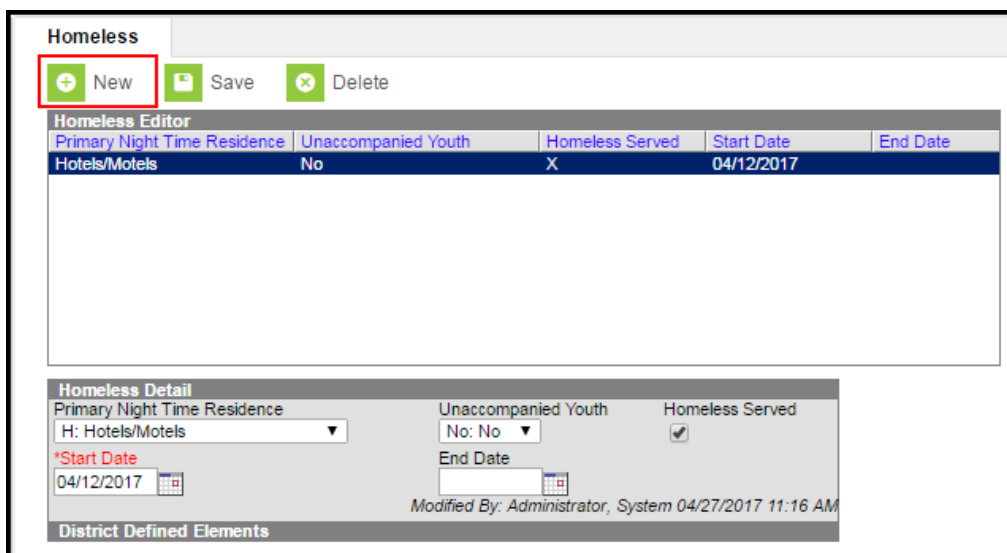 Homeless
New Save Delete
Homeless Editor
Primary Night Time Residence Unaccompanied Youth Homeless Served Start Date End Date
Hotels/Motels No X 04/12/2017
Homeless Detail
Primary Night Time Residence Unaccompanied Youth Homeless Served
H: Hotels/Motels No: No
*Start Date End Date
04/12/2017
Modified By: Administrator, System 04/27/2017 11:16 AM
District Defined Elements